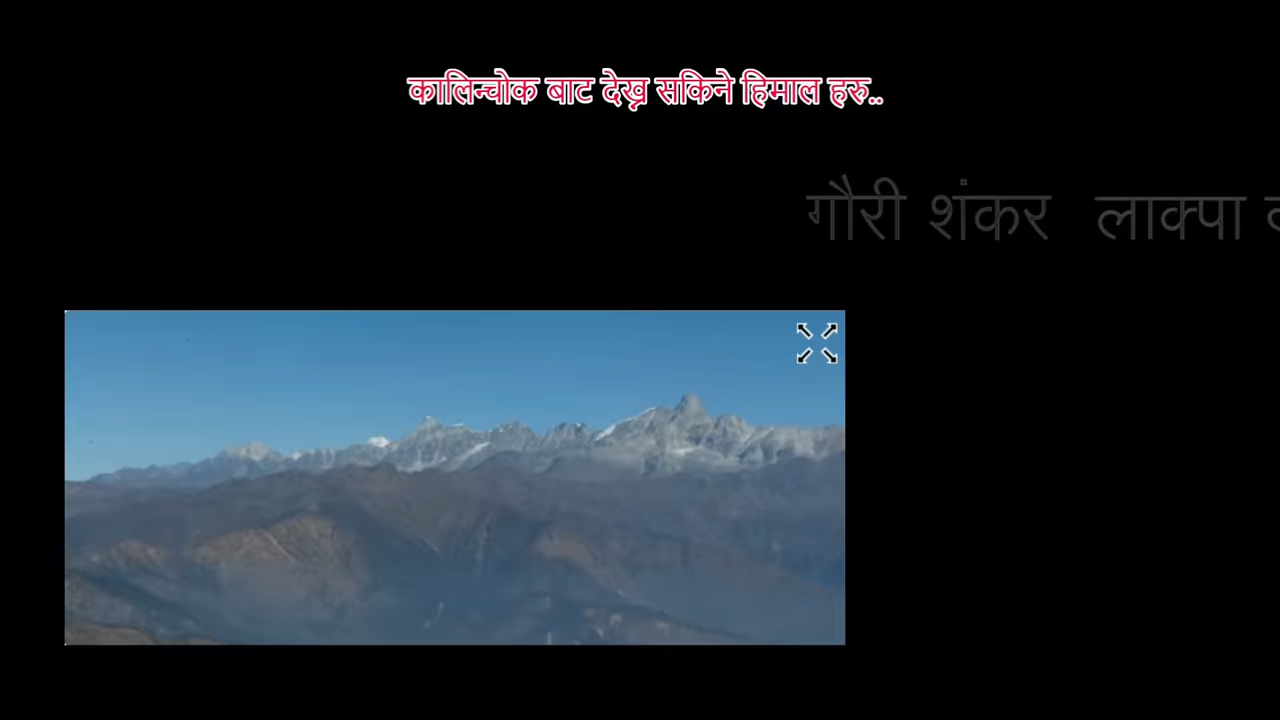 कालिन्चोक बाट देख्न सकिने हिमाल हरु..
गौरी शंकर लाक्पा